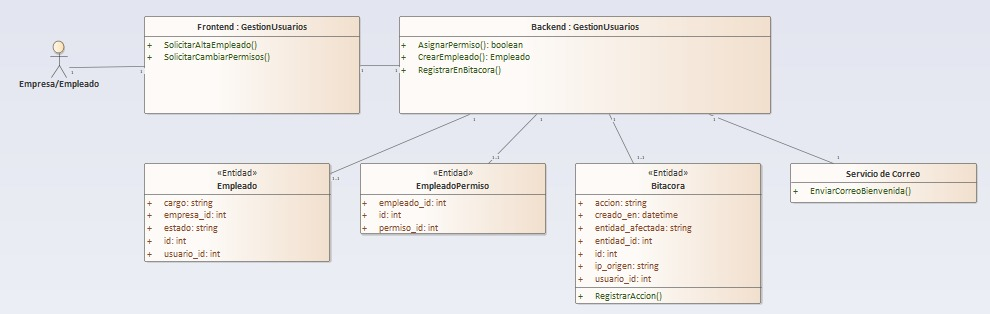 Frontend : GestionUsuarios
+ SolicitarAltaEmpleado()
+ SolicitarCambiarPermisos()
Backend : GestionUsuarios
+ AsignarPermiso(): boolean
+ CrearEmpleado(): Empleado
+ RegistrarEnBitacora()
Empresa/Empleado
1
1
1
1
1
1
1
1
1..1
1..1
1..1
1
«Entidad»
Empleado
+ cargo: string
+ empresa_id: int
+ estado: string
+ id: int
+ usuario_id: int
«Entidad»
EmpleadoPermiso
+ empleado_id: int
+ id: int
+ permiso_id: int
«Entidad»
Bitacora
+ accion: string
+ creado_en: datetime
+ entidad_afectada: string
+ entidad_id: int
+ id: int
+ ip_origen: string
+ usuario_id: int
+ RegistrarAccion()
Servicio de Correo
+ EnviarCorreoBienvenida()